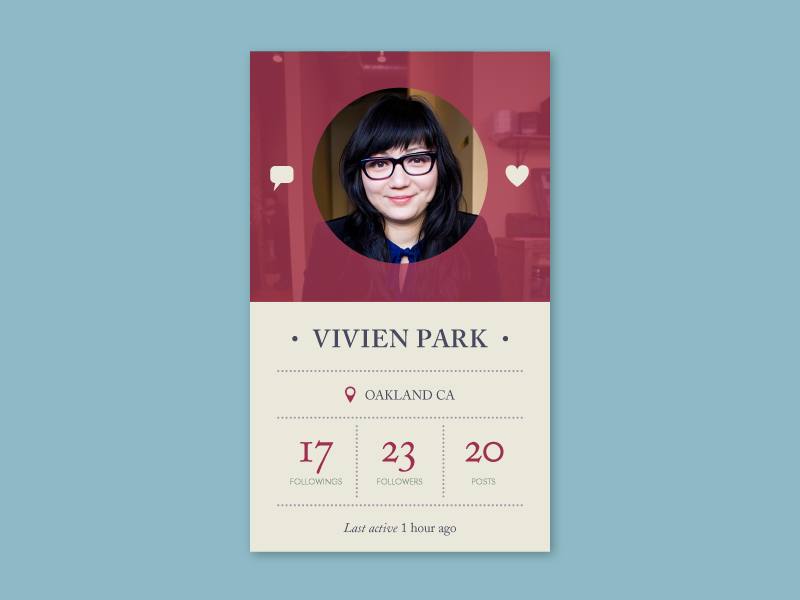 • VIVIEN PARK •
OAKLAND CA
17 23 20
FOLLOWINGS FOLLOWERS POSTS
Last active 1 hour ago